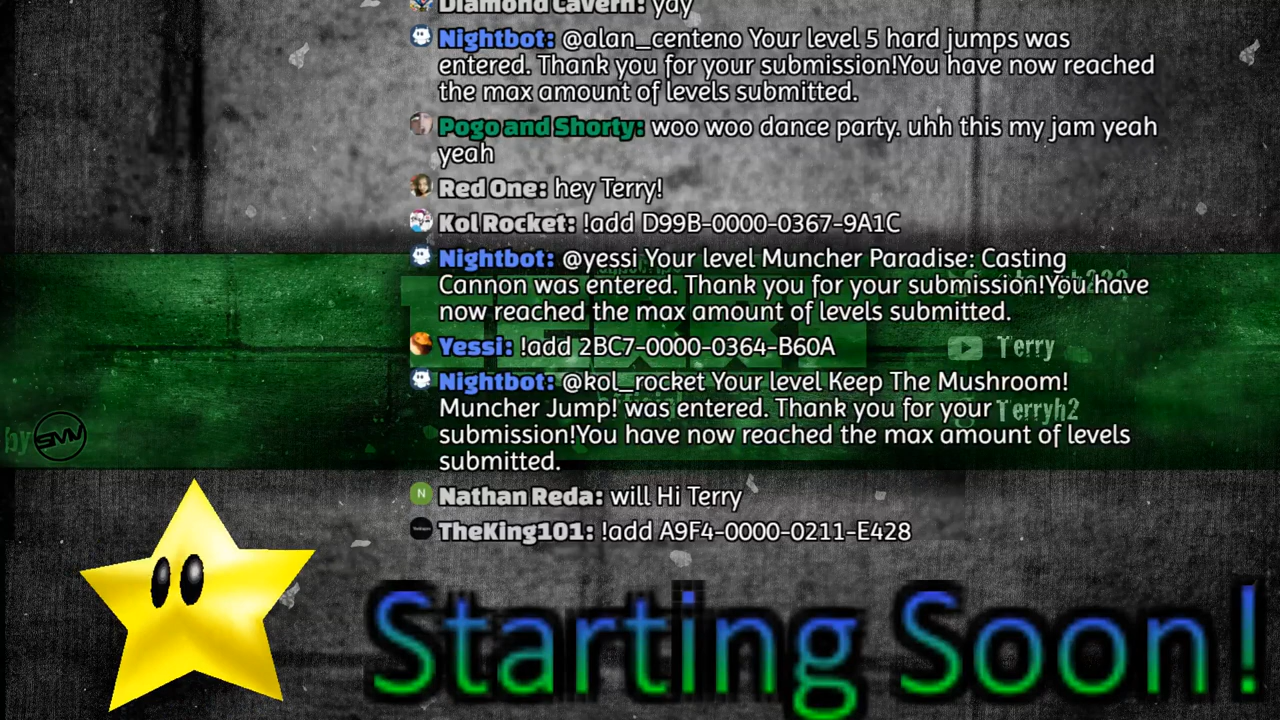 Diamond Cavern: yay
Nightbot: @alan_centeno Your level 5 hard jumps was
entered. Thank you for your submission!You have now reached
the max amount of levels submitted.
Pogo and Shorty: woo woo dance party. uhh this my jam yeah
yeah
Red One: hey Terry!
Kol Rocket: !add D99B-0000-0367-9A1C
Nightbot: @yessi Your level Muncher Paradise: Casting
Cannon was entered. Thank you for your submission!You have
now reached the max amount of levels submitted.
Yessi: !add 2BC7-0000-0364-B60A
Terry
Nightbot: @kol_rocket Your level Keep The Mushroom!
Muncher Jump! was entered. Thank you for your
Terryh2
submission!You have now reached the max amount of levels
submitted.
by SMV
N
Nathan Reda: will Hi Terry
TheKing101: !add A9F4-0000-0211-E428
Starting Soon!